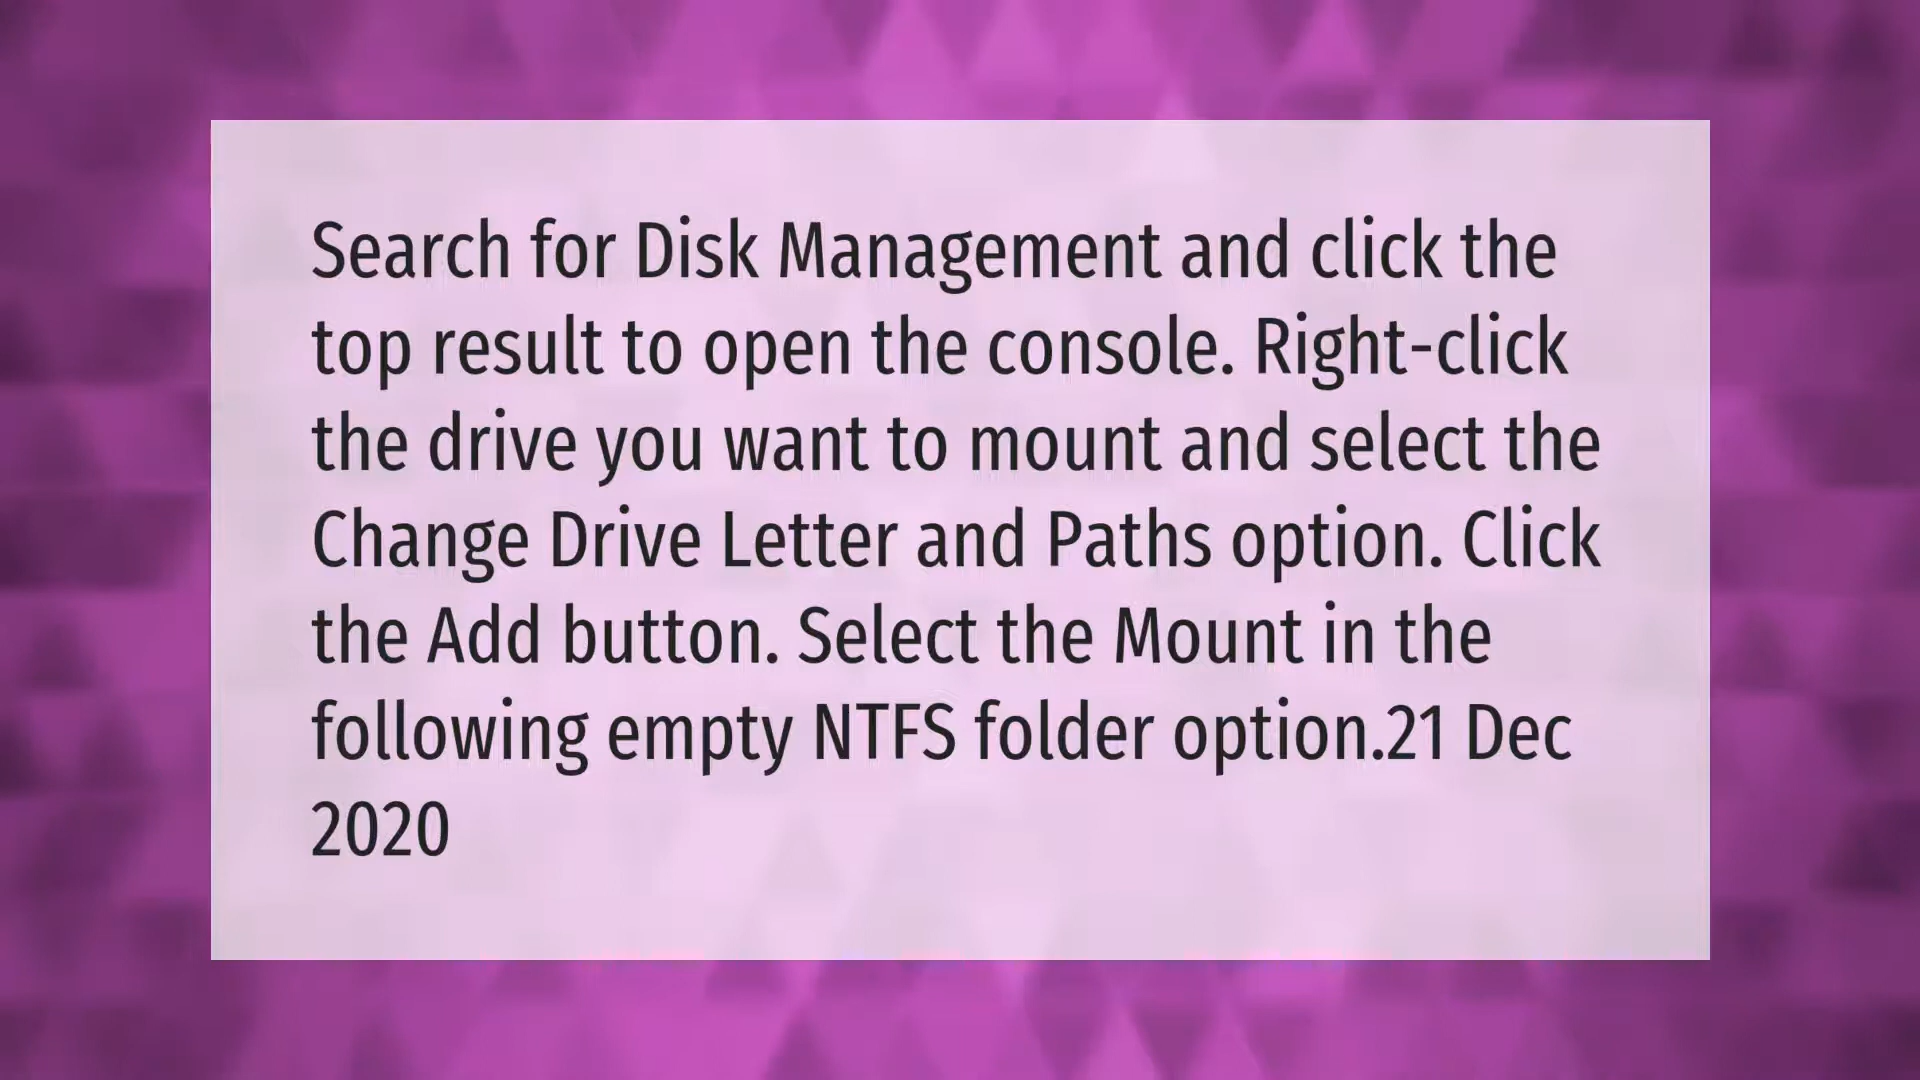 Search for Disk Management and click the
top result to open the console. Right-click
the drive you want to mount and select the
Change Drive Letter and Paths option. Click
the Add button. Select the Mount in the
following empty NTFS folder option.21 Dec
2020